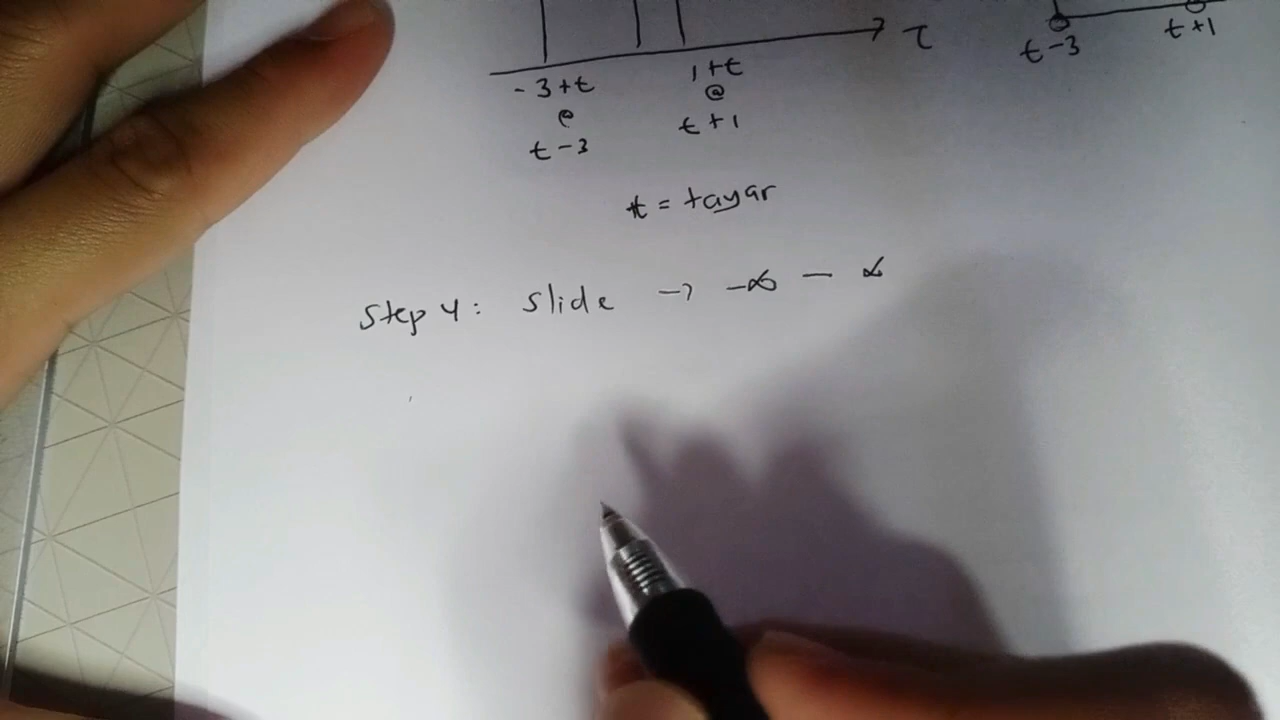 τ
-3+t
@
t-3
1+t
@
t+1
t-3
t+1
t = tayar
Step 4: Slide → -∞ — ∞